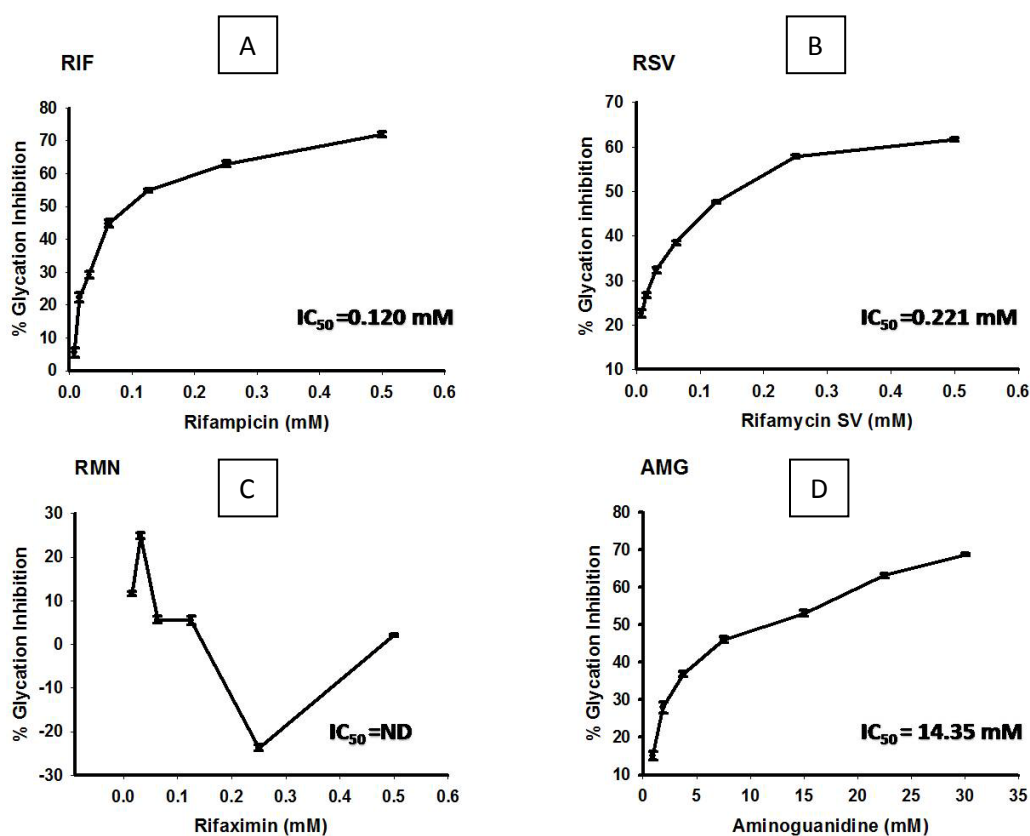 A
RIF
% Glycation Inhibition
80
70
60
50
40
30
20
10
0
IC50 =0.120 mM
0.0 0.1 0.2 0.3 0.4 0.5 0.6
Rifampicin (mM)
B
RSV
% Glycation inhibition
70
60
50
40
30
20
10
IC50 =0.221 mM
0.0 0.1 0.2 0.3 0.4 0.5 0.6
Rifamycin SV (mM)
RMN
C
% Glycation Inhibition
30
20
10
0
-10
-20
-30
IC50 =ND
0.0 0.1 0.2 0.3 0.4 0.5 0.6
Rifaximin (mM)
AMG
D
% Glycation Inhibition
80
70
60
50
40
30
20
10
IC50 = 14.35 mM
0 5 10 15 20 25 30 35
Aminoguanidine (mM)